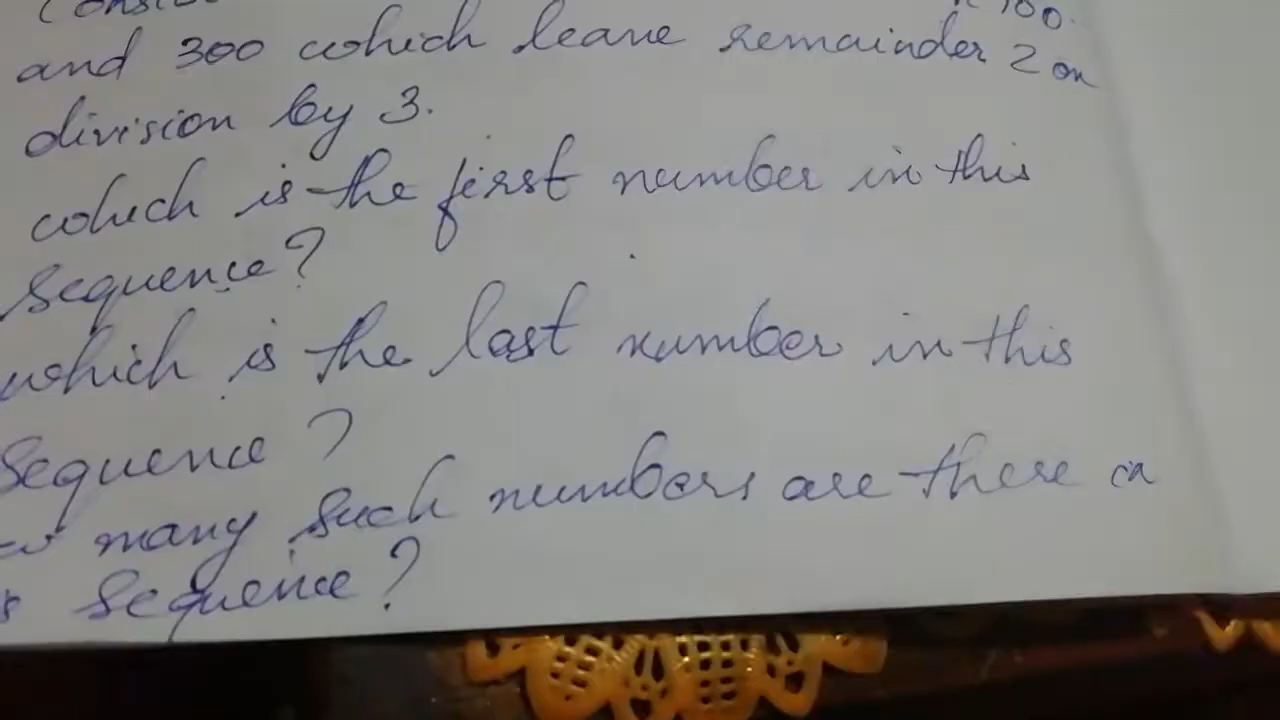 100.
and 300 which leave remainder 2 on
division by 3.
which is the first number in this
Sequence?
which is the last number in this
Sequence?
many such numbers are there in
Sequence?